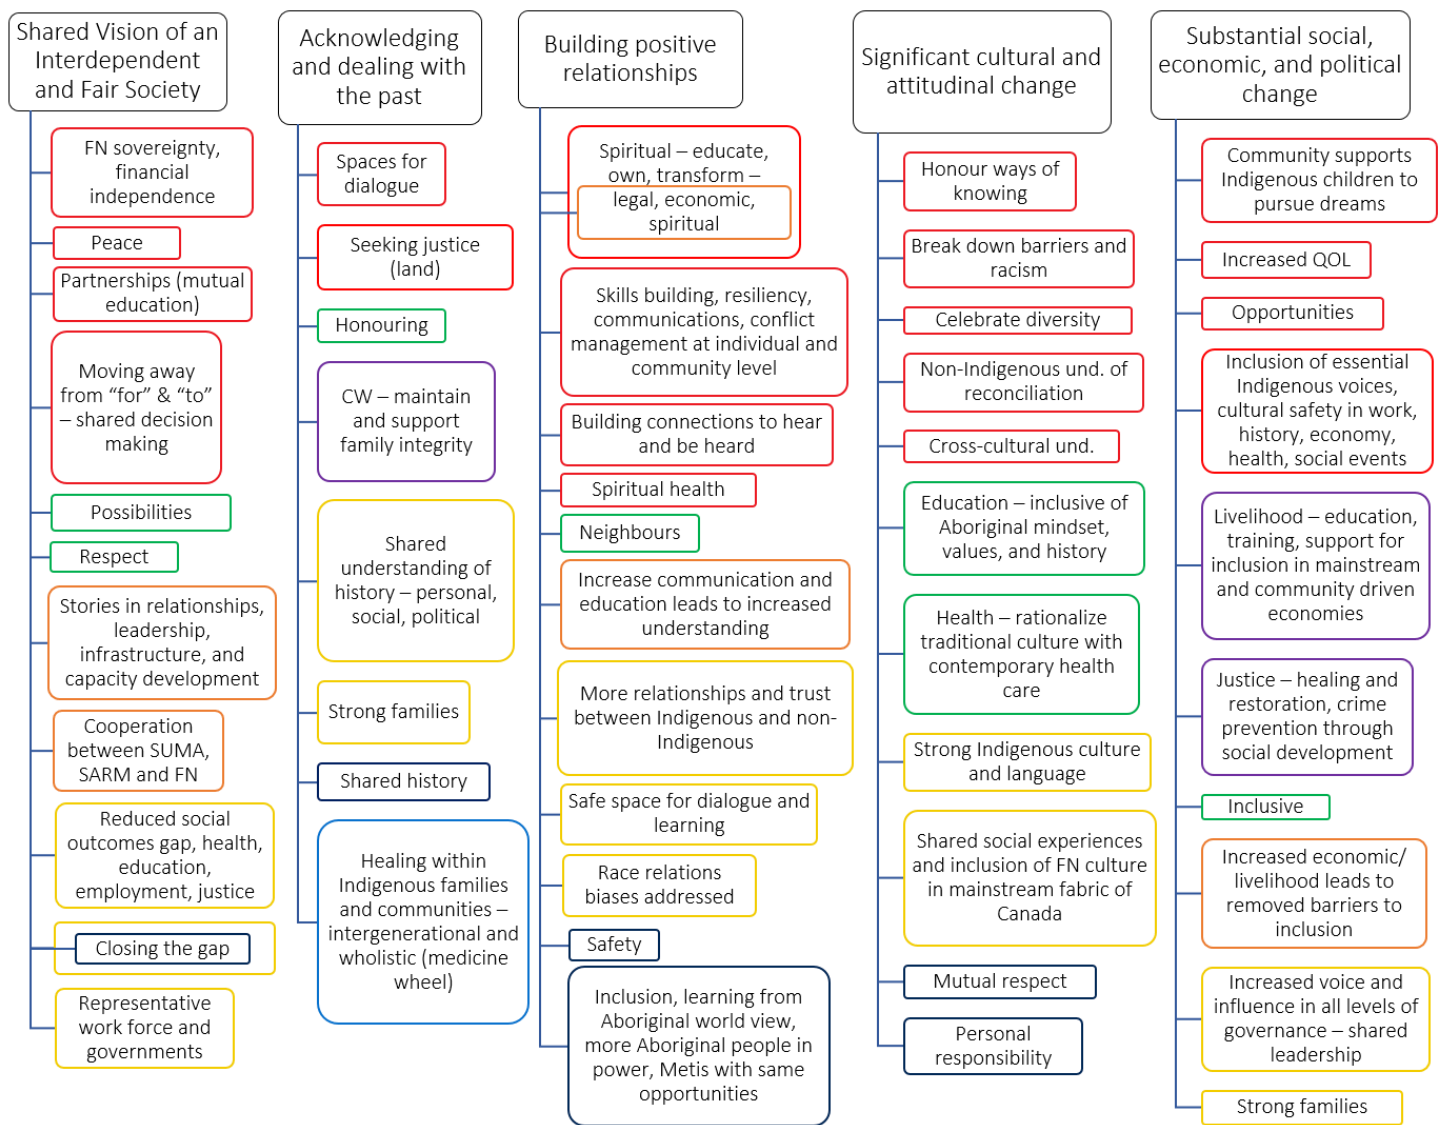 Shared Vision of an
Interdependent
and Fair Society
FN sovereignty,
financial
independence
Peace
Partnerships (mutual
education)
Moving away
from “for” & “to”
– shared decision
making
Possibilities
Respect
Stories in relationships,
leadership,
infrastructure, and
capacity development
Cooperation
between SUMA,
SARM and FN
Reduced social
outcomes gap, health,
education,
employment, justice
Closing the gap
Representative
work force and
governments
Acknowledging
and dealing with
the past
Spaces for
dialogue
Seeking justice
(land)
Honouring
CW – maintain
and support
family integrity
Shared
understanding of
history – personal,
social, political
Strong families
Shared history
Healing within
Indigenous families
and communities –
intergenerational and
wholistic (medicine
wheel)
Building positive
relationships
Spiritual – educate,
own, transform –
legal, economic,
spiritual
Skills building, resiliency,
communications, conflict
management at individual and
community level
Building connections to hear
and be heard
Spiritual health
Neighbours
Increase communication and
education leads to increased
understanding
More relationships and trust
between Indigenous and non-
Indigenous
Safe space for dialogue and
learning
Race relations
biases addressed
Safety
Inclusion, learning from
Aboriginal world view,
more Aboriginal people in
power, Metis with same
opportunities
Significant cultural and
attitudinal change
Honour ways of
knowing
Break down barriers and
racism
Celebrate diversity
Non-Indigenous und. of
reconciliation
Cross-cultural und.
Education – inclusive of
Aboriginal mindset,
values, and history
Health – rationalize
traditional culture with
contemporary health
care
Strong Indigenous culture
and language
Shared social experiences
and inclusion of FN culture
in mainstream fabric of
Canada
Mutual respect
Personal
responsibility
Substantial social,
economic, and political
change
Community supports
Indigenous children to
pursue dreams
Increased QOL
Opportunities
Inclusion of essential
Indigenous voices,
cultural safety in work,
history, economy,
health, social events
Livelihood – education,
training, support for
inclusion in mainstream
and community driven
economies
Justice – healing and
restoration, crime
prevention through
social development
Inclusive
Increased economic/
livelihood leads to
removed barriers to
inclusion
Increased voice and
influence in all levels of
governance – shared
leadership
Strong families